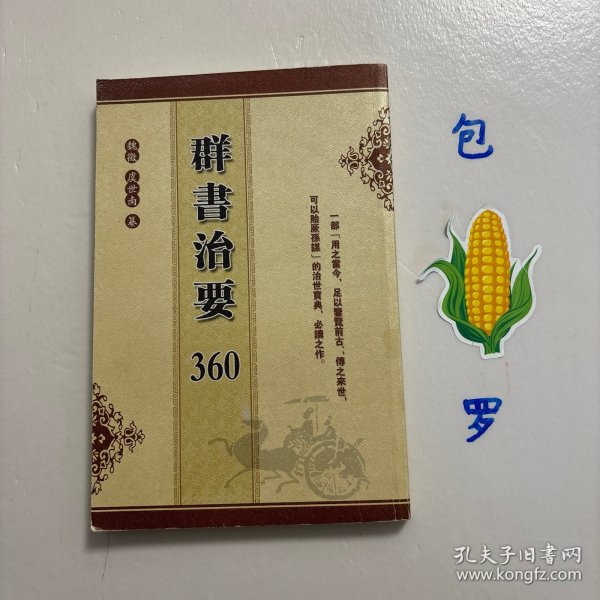 群書治要 360
魏徵 虞世南 纂
一部「用之當今，足以鑒覽前古；傳之來世，
可以貽厥孫謀」的治世寶典，必讀之作。
包
罗
孔夫子旧书网
www.kongfz.com